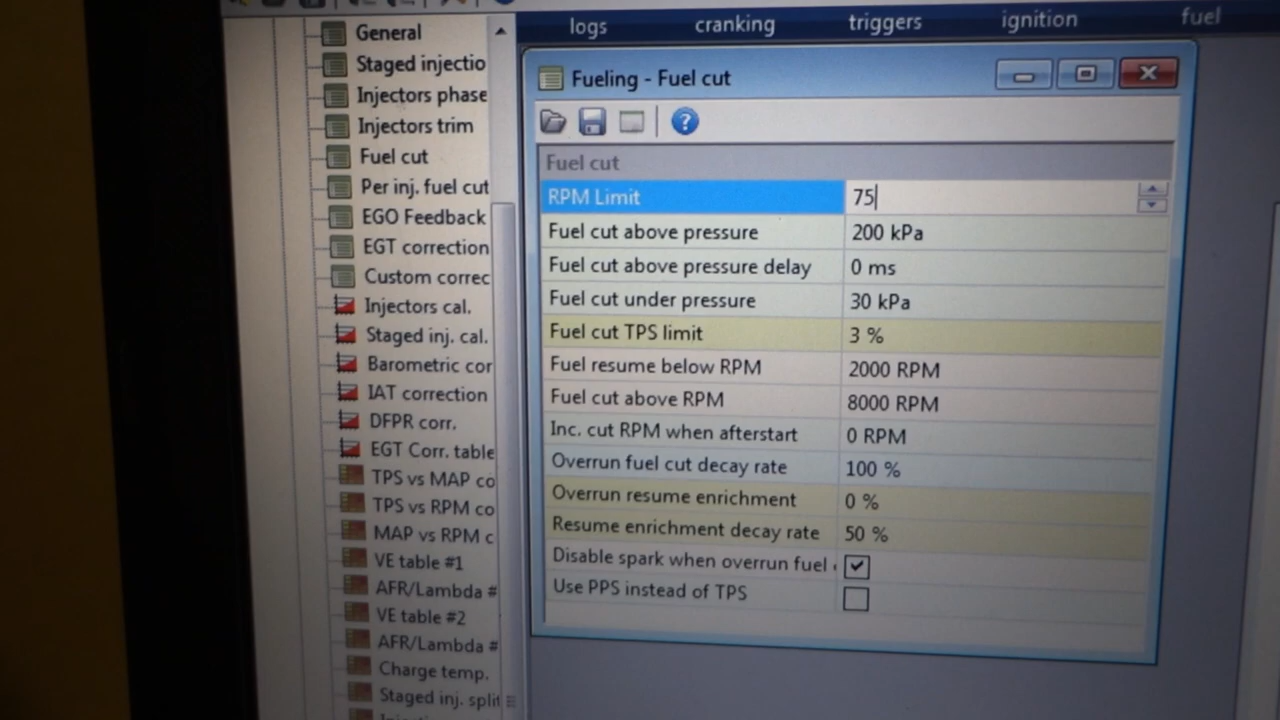 logs cranking triggers ignition fuel
General
Staged injectio
Injectors phase
Injectors trim
Fuel cut
Per inj. fuel cut
EGO Feedback
EGT correction
Custom correc
Injectors cal.
Staged inj. cal.
Barometric cor
IAT correction
DFPR corr.
EGT Corr. table
TPS vs MAP co
TPS vs RPM co
MAP vs RPM c
VE table #1
AFR/Lambda #
VE table #2
AFR/Lambda #
Charge temp.
Staged inj. split
Fueling - Fuel cut
Fuel cut
RPM Limit 75
Fuel cut above pressure 200 kPa
Fuel cut above pressure delay 0 ms
Fuel cut under pressure 30 kPa
Fuel cut TPS limit 3 %
Fuel resume below RPM 2000 RPM
Fuel cut above RPM 8000 RPM
Inc. cut RPM when afterstart 0 RPM
Overrun fuel cut decay rate 100 %
Overrun resume enrichment 0 %
Resume enrichment decay rate 50 %
Disable spark when overrun fuel
Use PPS instead of TPS